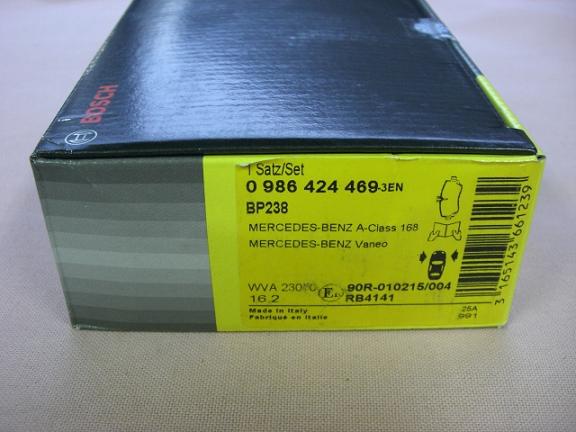 BOSCH
1 Satz/Set
0 986 424 469-3EN
BP238
MERCEDES-BENZ A-Class 168
MERCEDES-BENZ Vaneo
WVA
90R-010215/004
16,2
RB4141
Made in Italy
Fabriqué en Italie
25A
991
3 165143 661239